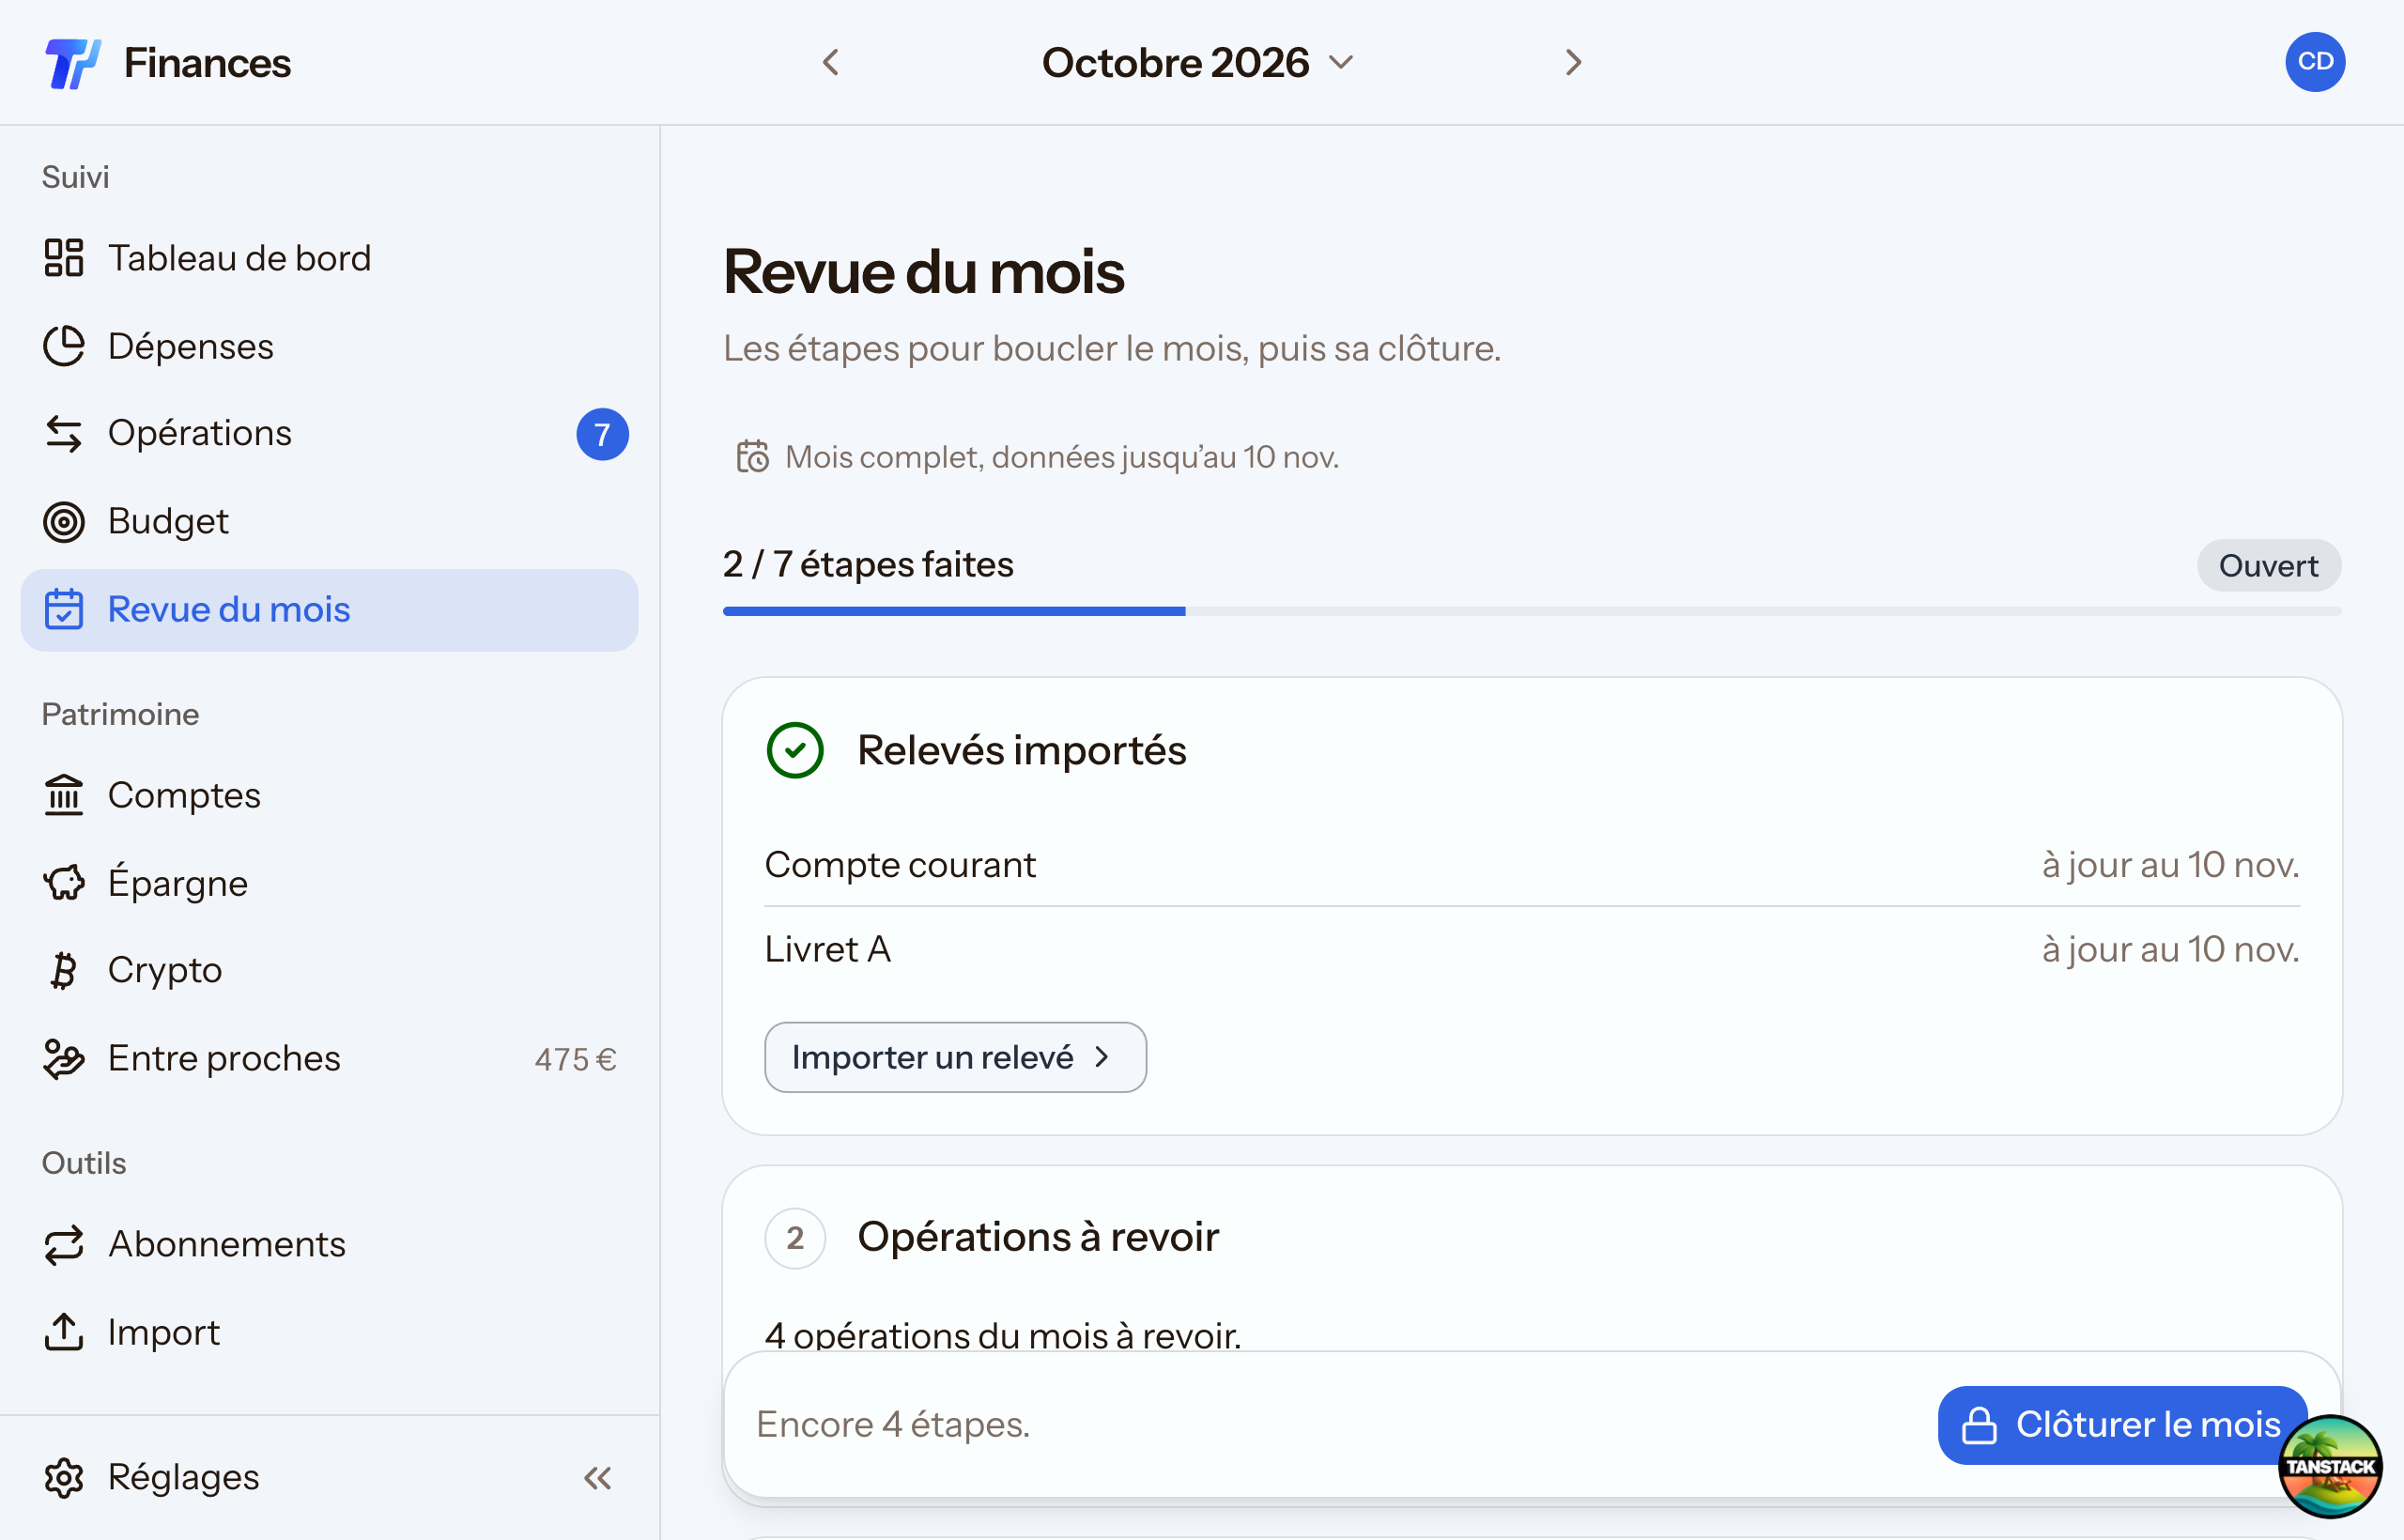 Finances
Octobre 2026
CD
Suivi
Tableau de bord
Dépenses
Opérations
7
Budget
Revue du mois
Patrimoine
Comptes
Épargne
Crypto
Entre proches
475 €
Outils
Abonnements
Import
Réglages
Revue du mois
Les étapes pour boucler le mois, puis sa clôture.
Mois complet, données jusqu’au 10 nov.
2 / 7 étapes faites
Ouvert
Relevés importés
Compte courant
à jour au 10 nov.
Livret A
à jour au 10 nov.
Importer un relevé
2
Opérations à revoir
4 opérations du mois à revoir.
Encore 4 étapes.
Clôturer le mois
TANSTACK